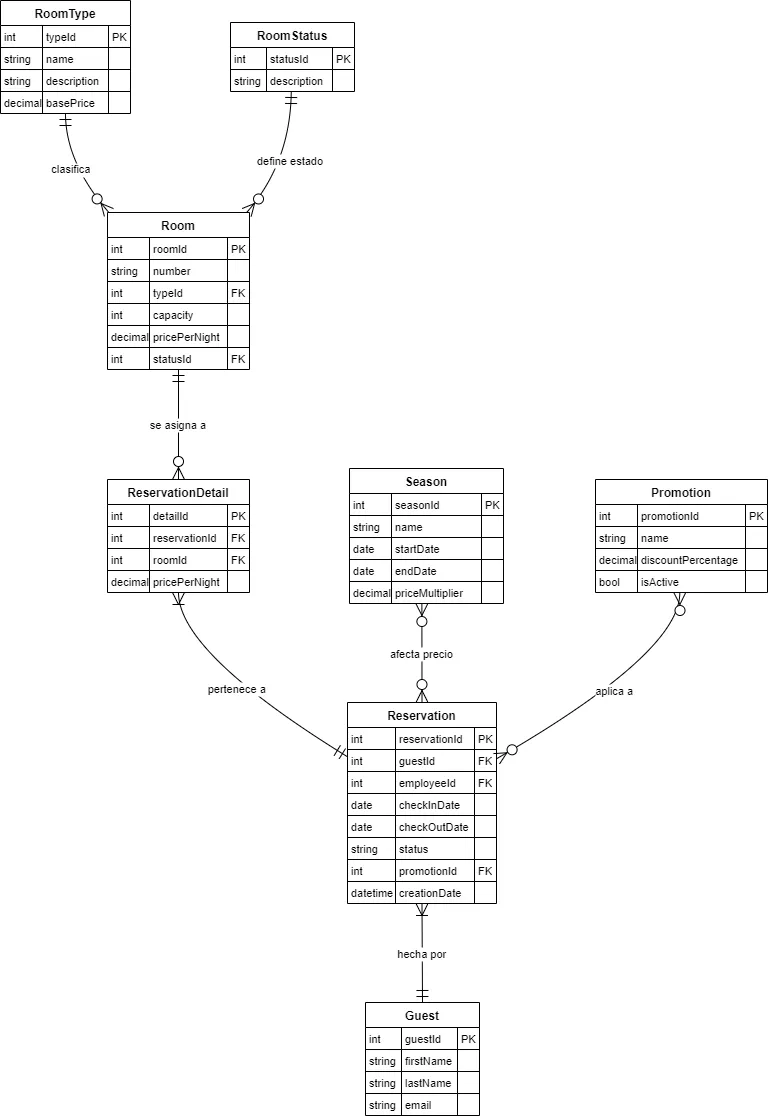 RoomType
int typeId PK
string name
string description
decimal basePrice
RoomStatus
int statusId PK
string description
clasifica
define estado
Room
int roomId PK
string number
int typeId FK
int capacity
decimal pricePerNight
int statusId FK
se asigna a
ReservationDetail
int detailId PK
int reservationId FK
int roomId FK
decimal pricePerNight
Season
int seasonId PK
string name
date startDate
date endDate
decimal priceMultiplier
Promotion
int promotionId PK
string name
decimal discountPercentage
bool isActive
afecta precio
pertenece a
aplica a
Reservation
int reservationId PK
int guestId FK
int employeeId FK
date checkInDate
date checkOutDate
string status
int promotionId FK
datetime creationDate
hecha por
Guest
int guestId PK
string firstName
string lastName
string email